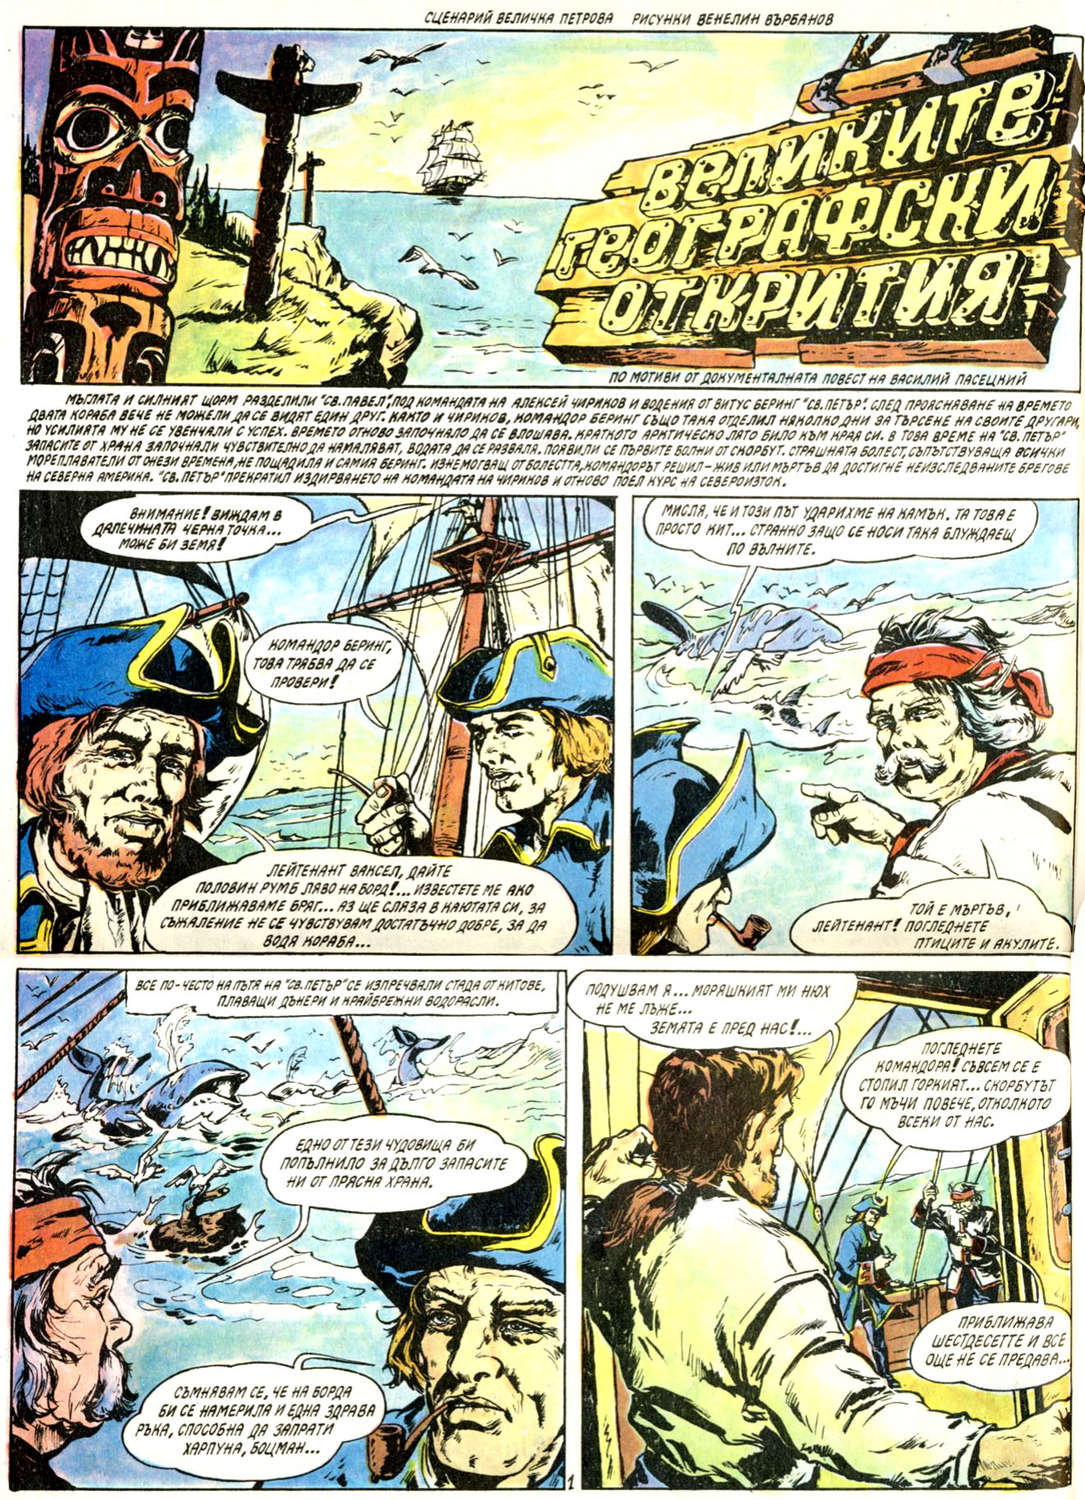 СЦЕНАРИЙ ВЕЛИЧКА ПЕТРОВА РИСУНКИ ВЕНЕЛИН ВЪРБАНОВ
ВЕЛИКИТЕ
ГЕОГРАФСКИ
ОТКРИТИЯ
ПО МОТИВИ ОТ ДОКУМЕНТАЛНАТА ПОВЕСТ НА ВАСИЛИЙ ПАСЕЦКИЙ
МЪГЛАТА И СИЛНИЯТ ЩОРМ РАЗДЕЛИЛИ "СВ. ПАВЕЛ", ПОД КОМАНДАТА НА АЛЕКСЕЙ ЧИРИКОВ И ВОДЕНИЯ ОТ ВИТУС БЕРИНГ "СВ. ПЕТЪР". СЛЕД ПРОЯСНЯВАНЕ НА ВРЕМЕТО
ДВАТА КОРАБА ВЕЧЕ НЕ МОЖЕЛИ ДА СЕ ВИДЯТ ЕДИН ДРУГ. КАКТО И ЧИРИКОВ, КОМАНДОР БЕРИНГ СЪЩО ТАКА ОТДЕЛИЛ НЯКОЛКО ДНИ ЗА ТЪРСЕНЕ НА СВОИТЕ ДРУГАРИ,
НО УСИЛИЯТА МУ НЕ СЕ УВЕНЧАЛИ С УСПЕХ. ВРЕМЕТО ОТНОВО ЗАПОЧНАЛО ДА СЕ ВЛОШАВА. КРАТКОТО АРКТИЧЕСКО ЛЯТО БИЛО КЪМ КРАЯ СИ. В ТОВА ВРЕМЕ НА "СВ. ПЕТЪР"
ЗАПАСИТЕ ОТ ХРАНА ЗАПОЧНАЛИ ЧУВСТВИТЕЛНО ДА НАМАЛЯВАТ, ВОДАТА ДА СЕ РАЗВАЛЯ. ПОЯВИЛИ СЕ ПЪРВИТЕ БОЛНИ ОТ СКОРБУТ. СТРАШНАТА БОЛЕСТ, СЪПЪТСТВУВАЩА ВСИЧКИ
МОРЕПЛАВАТЕЛИ ОТ ОНЕЗИ ВРЕМЕНА, НЕ ПОЩАДИЛА И САМИЯ БЕРИНГ. ИЗНЕМОГВАЩ ОТ БОЛЕСТТА, КОМАНДОРЪТ РЕШИЛ - ЖИВ ИЛИ МЪРТЪВ ДА ДОСТИГНЕ НЕИЗСЛЕДВАНИТЕ БРЕГОВЕ
НА СЕВЕРНА АМЕРИКА. "СВ. ПЕТЪР" ПРЕКРАТИЛ ИЗДИРВАНЕТО НА КОМАНДАТА НА ЧИРИКОВ И ОТНОВО ПОЕЛ КУРС НА СЕВЕРОИЗТОК.
ВНИМАНИЕ! ВИЖДАМ В
ДАЛЕЧИНАТА ЧЕРНА ТОЧКА...
МОЖЕ БИ ЗЕМЯ!
КОМАНДОР БЕРИНГ,
ТОВА ТРЯБВА ДА СЕ
ПРОВЕРИ!
ЛЕЙТЕНАНТ ВАКСЕЛ, ДАЙТЕ
ПОЛОВИН РУМБ ЛЯВО НА БОРД!... ИЗВЕСТЕТЕ МЕ АКО
ПРИБЛИЖАВАМЕ БРЯГ... АЗ ЩЕ СЛЯЗА В КАЮТАТА СИ, ЗА
СЪЖАЛЕНИЕ НЕ СЕ ЧУВСТВУВАМ ДОСТАТЪЧНО ДОБРЕ, ЗА ДА
ВОДЯ КОРАБА...
МИСЛЯ, ЧЕ И ТОЗИ ПЪТ УДАРИХМЕ НА КАМЪК. ТА ТОВА Е
ПРОСТО КИТ... СТРАННО ЗАЩО СЕ НОСИ ТАКА БЛУЖДАЕЩ
ПО ВЪЛНИТЕ.
ТОЙ Е МЪРТЪВ,
ЛЕЙТЕНАНТ! ПОГЛЕДНЕТЕ
ПТИЦИТЕ И АКУЛИТЕ.
ВСЕ ПО-ЧЕСТО НА ПЪТЯ НА "СВ. ПЕТЪР" СЕ ИЗПРЕЧВАЛИ СТАДА ОТ КИТОВЕ,
ПЛАВАЩИ ДЪНЕРИ И КРАЙБРЕЖНИ ВОДОРАСЛИ.
ЕДНО ОТ ТЕЗИ ЧУДОВИЩА БИ
ПОПЪЛНИЛО ЗА ДЪЛГО ЗАПАСИТЕ
НИ ОТ ПРЯСНА ХРАНА.
СЪМНЯВАМ СЕ, ЧЕ НА БОРДА
БИ СЕ НАМЕРИЛА И ЕДНА ЗДРАВА
РЪКА, СПОСОБНА ДА ЗАПРАТИ
ХАРПУНА, БОЦМАН...
ПОДУШВАМ Я... МОРЯШКИЯТ МИ НЮХ
НЕ МЕ ЛЪЖЕ...
ЗЕМЯТА Е ПРЕД НАС!...
ПОГЛЕДНЕТЕ
КОМАНДОРА! СЪВСЕМ СЕ Е
СТОПИЛ ГОРКИЯТ... СКОРБУТЪТ
ГО МЪЧИ ПОВЕЧЕ, ОТКОЛКОТО
ВСЕКИ ОТ НАС.
ПРИБЛИЖАВА
ШЕСТДЕСЕТТЕ И ВСЕ
ОЩЕ НЕ СЕ ПРЕДАВА...
1